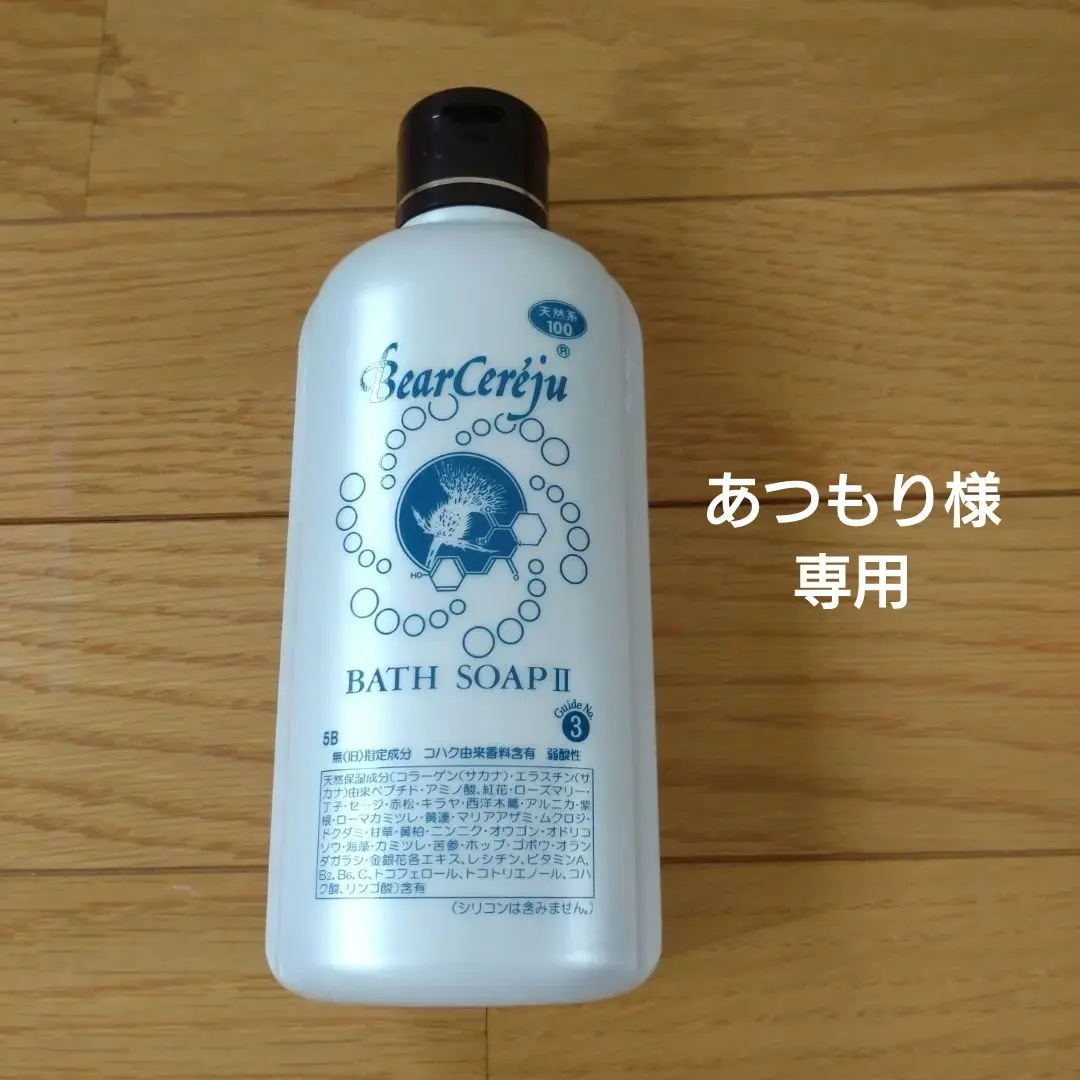 天然系
100
BearCeréju®
HO
HO
O
BATH SOAPⅡ
Guide No.
3
5B
無(旧)指定成分 コハク由来香料含有 弱酸性
天然保湿成分〔コラーゲン(サカナ)・エラスチン(サ
カナ)由来ペプチド・アミノ酸、紅花・ローズマリー・
丁子・セージ・赤松・キラヤ・西洋木蔦・アルニカ・紫
根・ローマカミツレ・黄連・マリアアザミ・ムクロジ・
ドクダミ・甘草・黄柏・ニンニク・オウゴン・オドリコ
ソウ・海藻・カミツレ・苦参・ホップ・ゴボウ・オラン
ダガラシ・金銀花各エキス、レシチン、ビタミンA、
B₂、B₆、C、トコフェロール、トコトリエノール、コハ
ク酸、リンゴ酸〕含有
(シリコンは含みません。)
あつもり様
専用